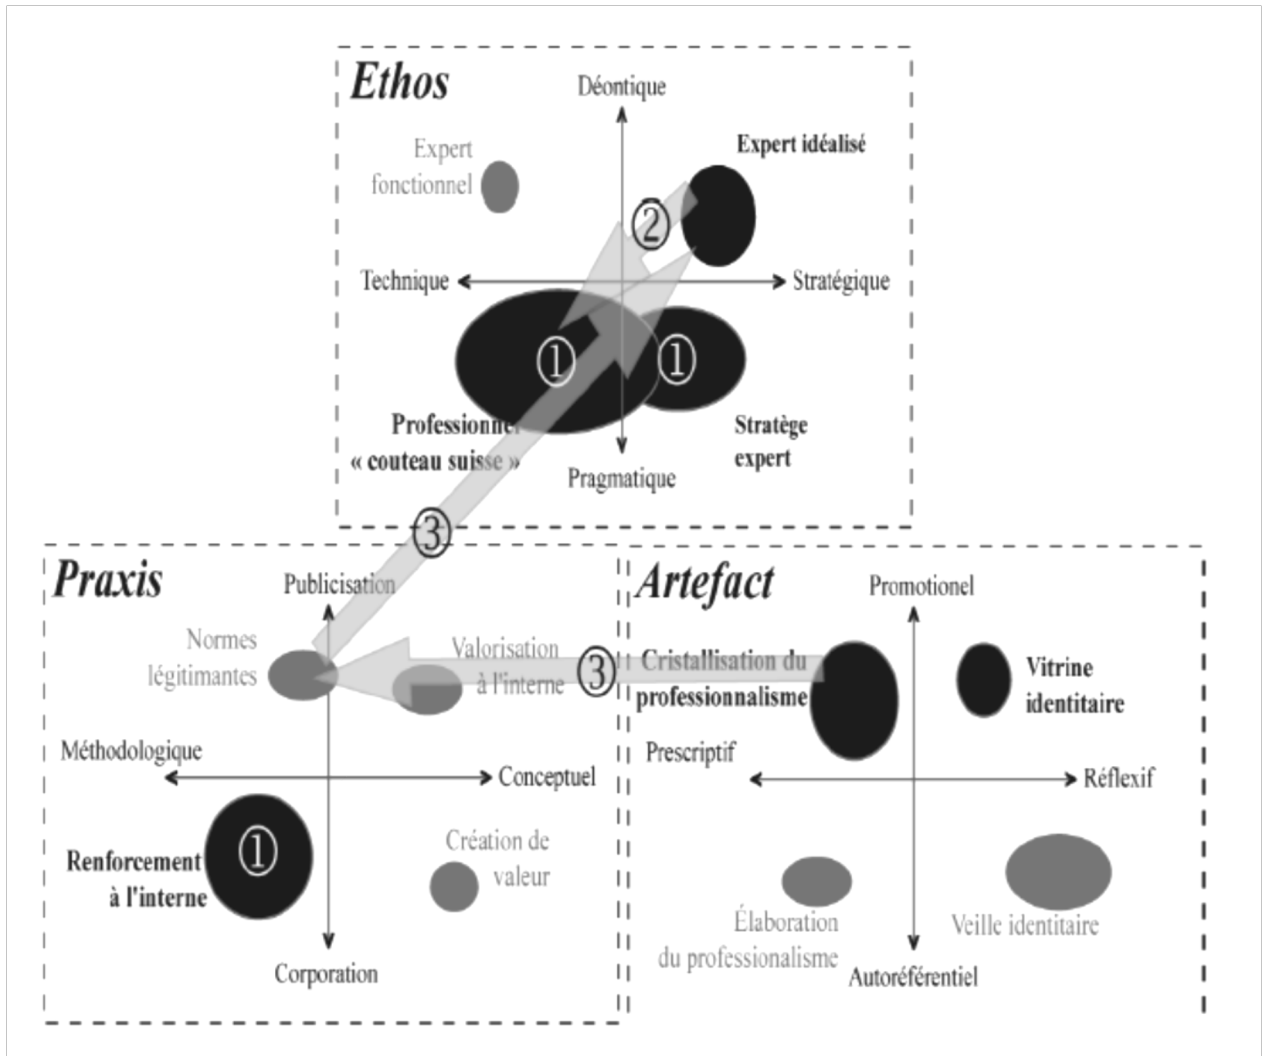 Ethos
Déontique
Expert idéalisé
Expert
fonctionnel
2
Technique
Stratégique
1
1
Professionnel
« couteau suisse »
Stratège
expert
Pragmatique
3
Praxis
Publicisation
Normes
légitimantes
Valorisation
à l'interne
3
Méthodologique
Conceptuel
1
Renforcement
à l'interne
Création de
valeur
Corporation
Artefact
Promotionel
Cristallisation du
professionnalisme
Vitrine
identitaire
Prescriptif
Réflexif
Élaboration
du professionalisme
Veille identitaire
Autoréférentiel